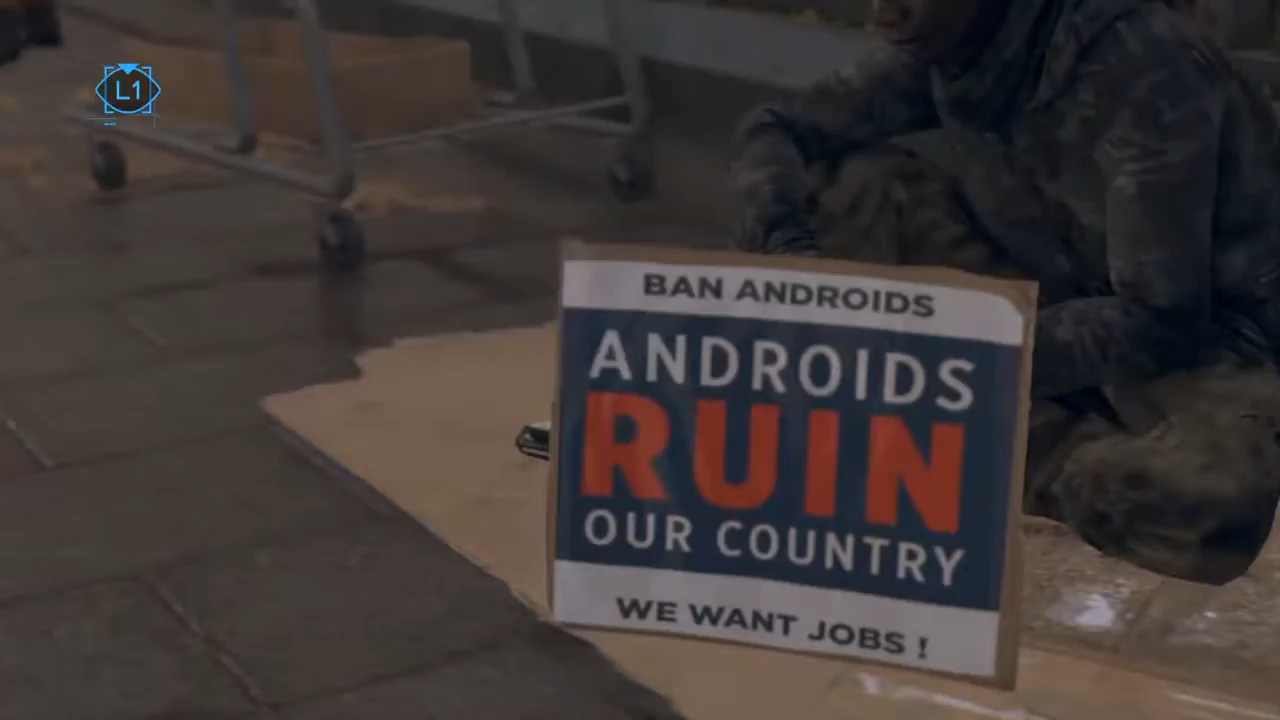 L1
BAN ANDROIDS
ANDROIDS
RUIN
OUR COUNTRY
WE WANT JOBS !